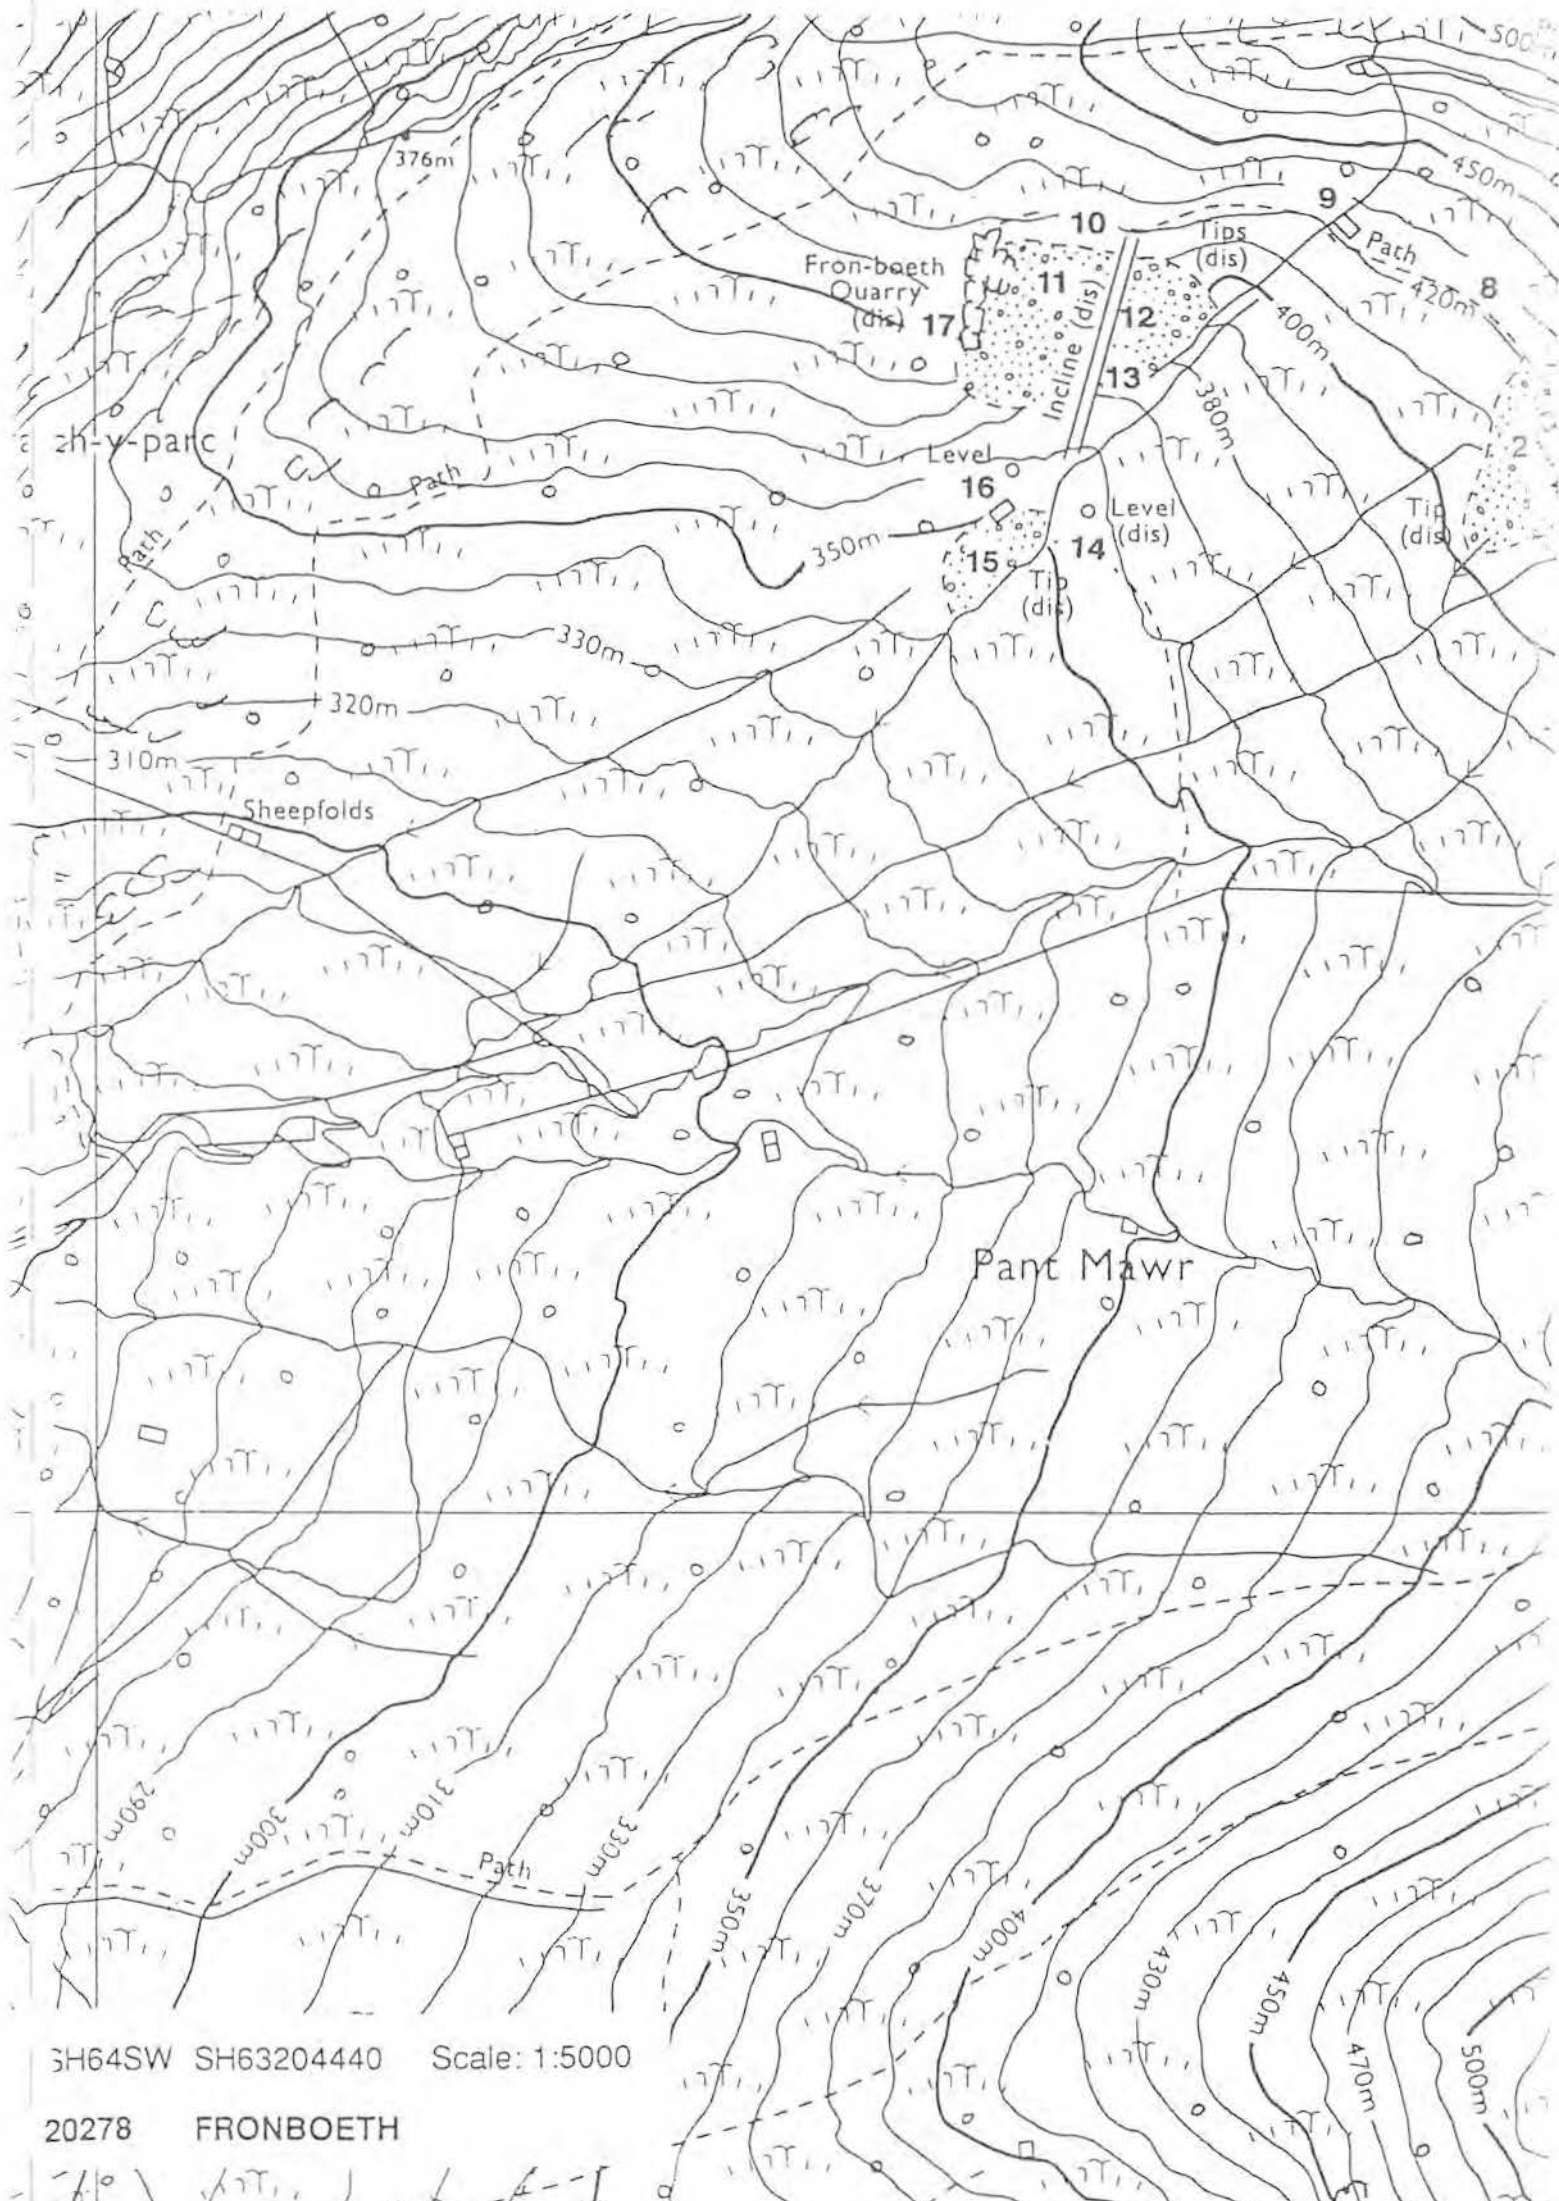 500
376m
450m
9
10
Tips
(dis)
Path
Fron-boeth
Quarry
(dis)
17
11
Incline (dis)
12
13
420m
8
400m
380m
2
Tip
(dis)
ch-y-parc
Path
Path
Level
16
350m
15
Level
(dis)
14
Tip
(dis)
330m
320m
310m
Sheepfolds
Pant Mawr
290m
300m
310m
Path
330m
350m
370m
400m
430m
450m
470m
500m
SH64SW SH63204440 Scale: 1:5000
20278 FRONBOETH